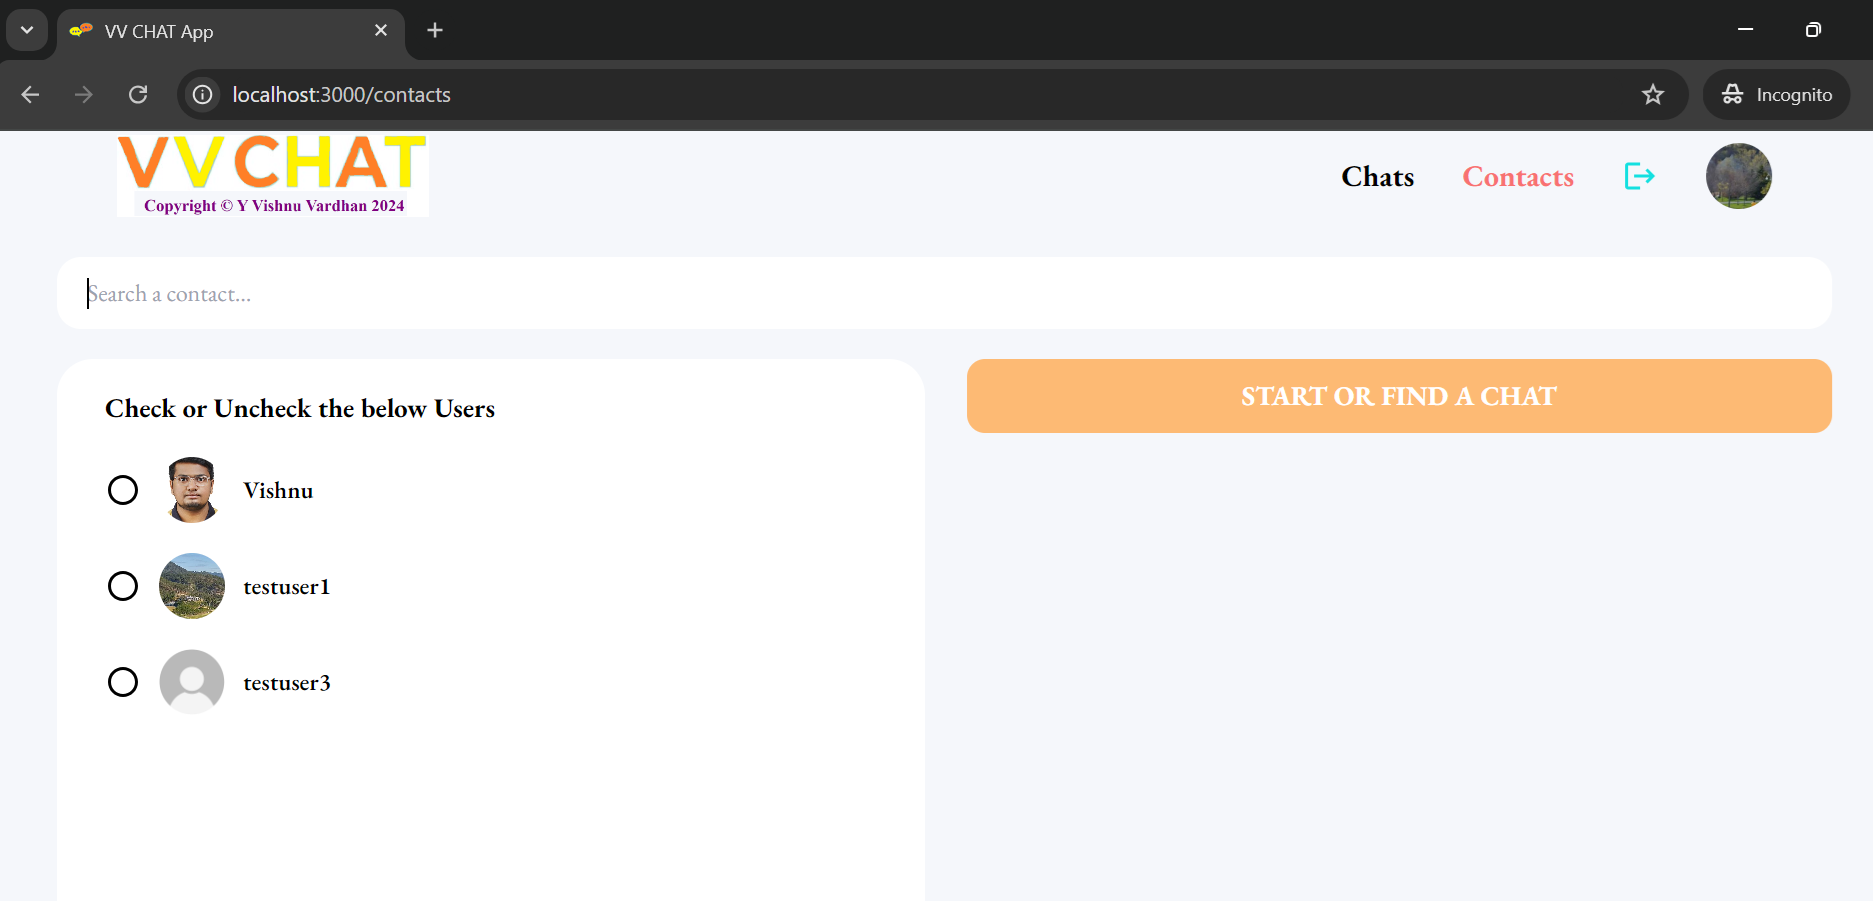 VV CHAT App
localhost:3000/contacts
Incognito
VVCHAT
Copyright © Y Vishnu Vardhan 2024
Chats
Contacts
Search a contact...
Check or Uncheck the below Users
START OR FIND A CHAT
Vishnu
testuser1
testuser3